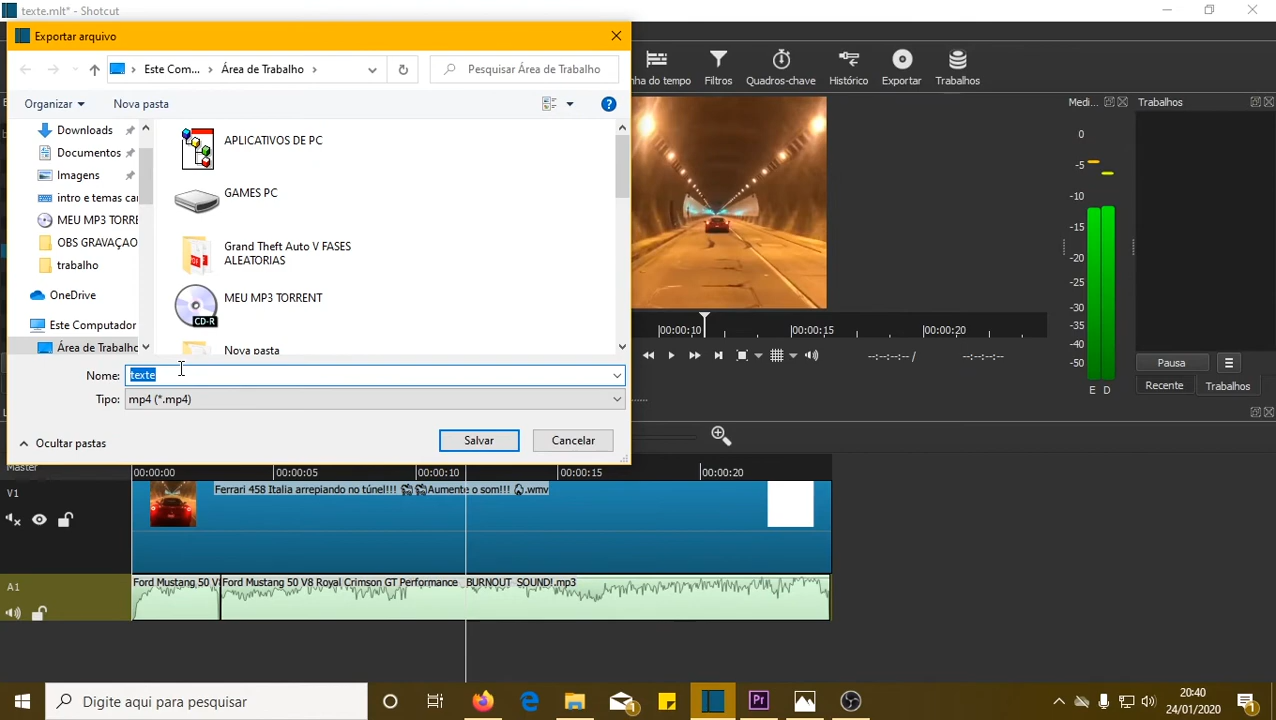 texte.mlt* - Shotcut
Exportar arquivo
Este Com...
Área de Trabalho
Pesquisar Área de Trabalho
nha do tempo
Filtros
Quadros-chave
Histórico
Exportar
Trabalhos
Organizar
Nova pasta
Downloads
Documentos
Imagens
intro e temas car
MEU MP3 TORRE
OBS GRAVAÇAO
trabalho
OneDrive
Este Computador
Área de Trabalho
APLICATIVOS DE PC
GAMES PC
Grand Theft Auto V FASES
ALEATORIAS
MEU MP3 TORRENT
CD-R
Nova pasta
Nome:
texte
Tipo:
mp4 (*.mp4)
Ocultar pastas
Salvar
Cancelar
Medi...
Trabalhos
0
-5
-10
-15
-20
-25
-30
-35
-40
-50
E D
00:00:10
00:00:15
00:00:20
--:--:-- /
--:--:--
Pausa
Recente
Trabalhos
Master
00:00:00
00:00:05
00:00:10
00:00:15
00:00:20
V1
Ferrari 458 Italia arrepiando no túnel!!! Aumente o som!!! .wmv
A1
Ford Mustang 50 V
Ford Mustang 50 V8 Royal Crimson GT Performance _ BURNOUT SOUND!.mp3
Digite aqui para pesquisar
1
Pr
20:40
24/01/2020
1